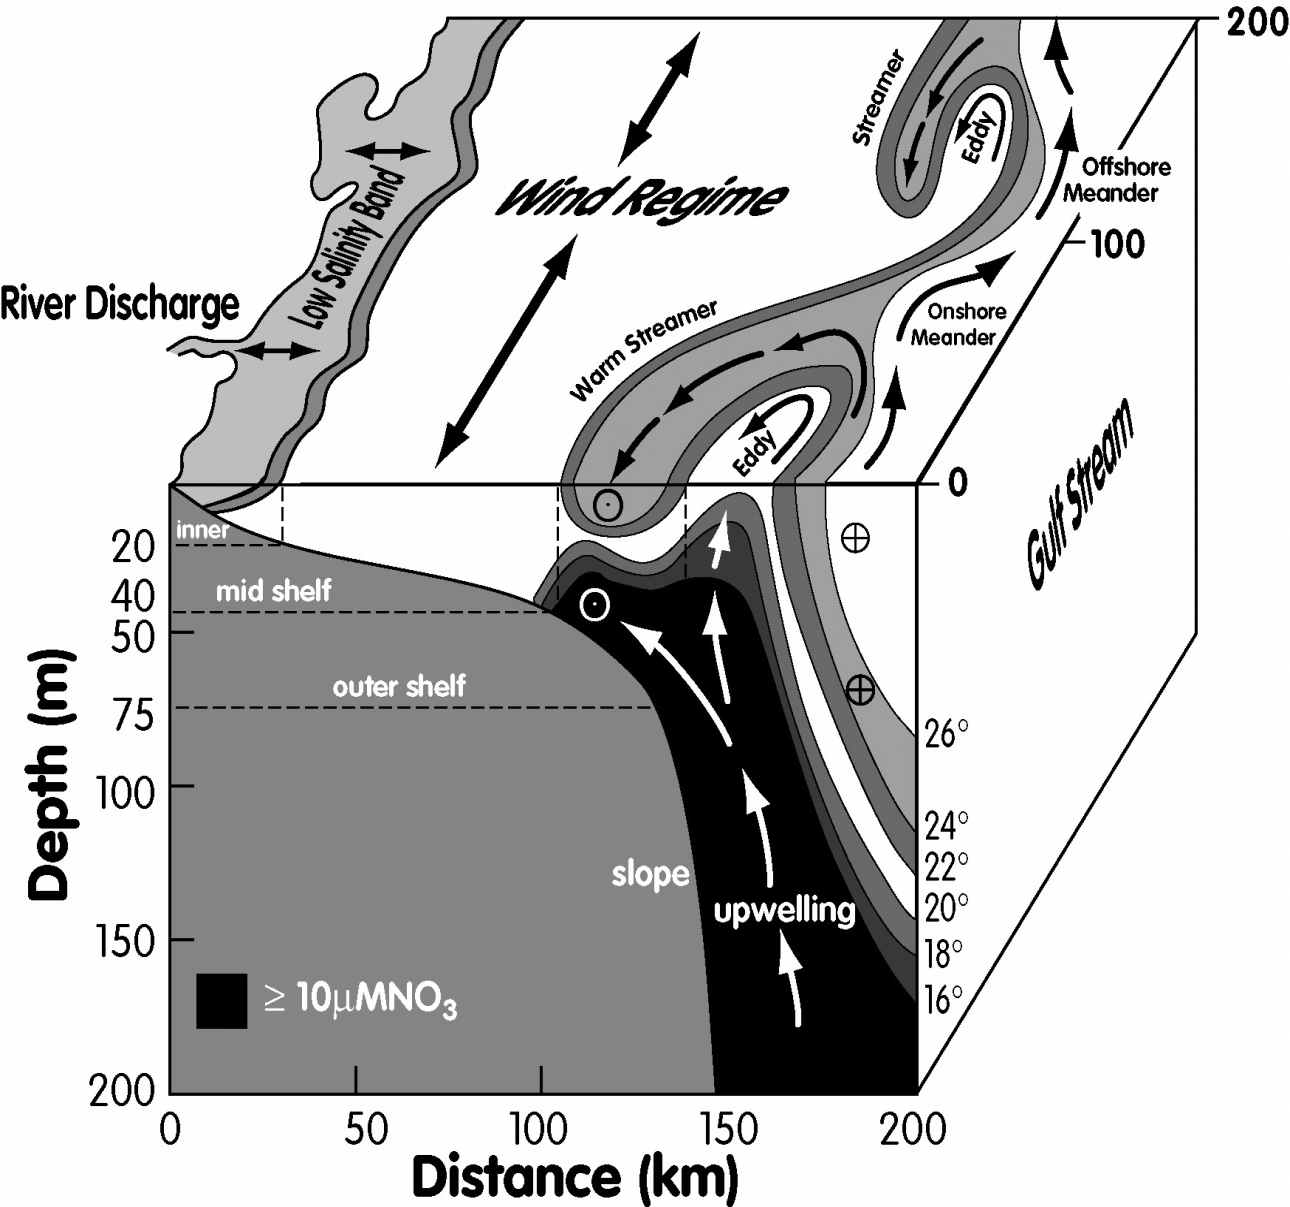 200
Streamer
Eddy
Offshore
Meander
Wind Regime
100
Low Salinity Band
River Discharge
Onshore
Meander
Warm Streamer
Eddy
0
Gulf Stream
inner
20
mid shelf
40
50
outer shelf
75
26°
100
24°
slope
22°
upwelling
20°
150
18°
16°
≥ 10μMNO₃
200
Depth (m)
0
50
100
150
200
Distance (km)